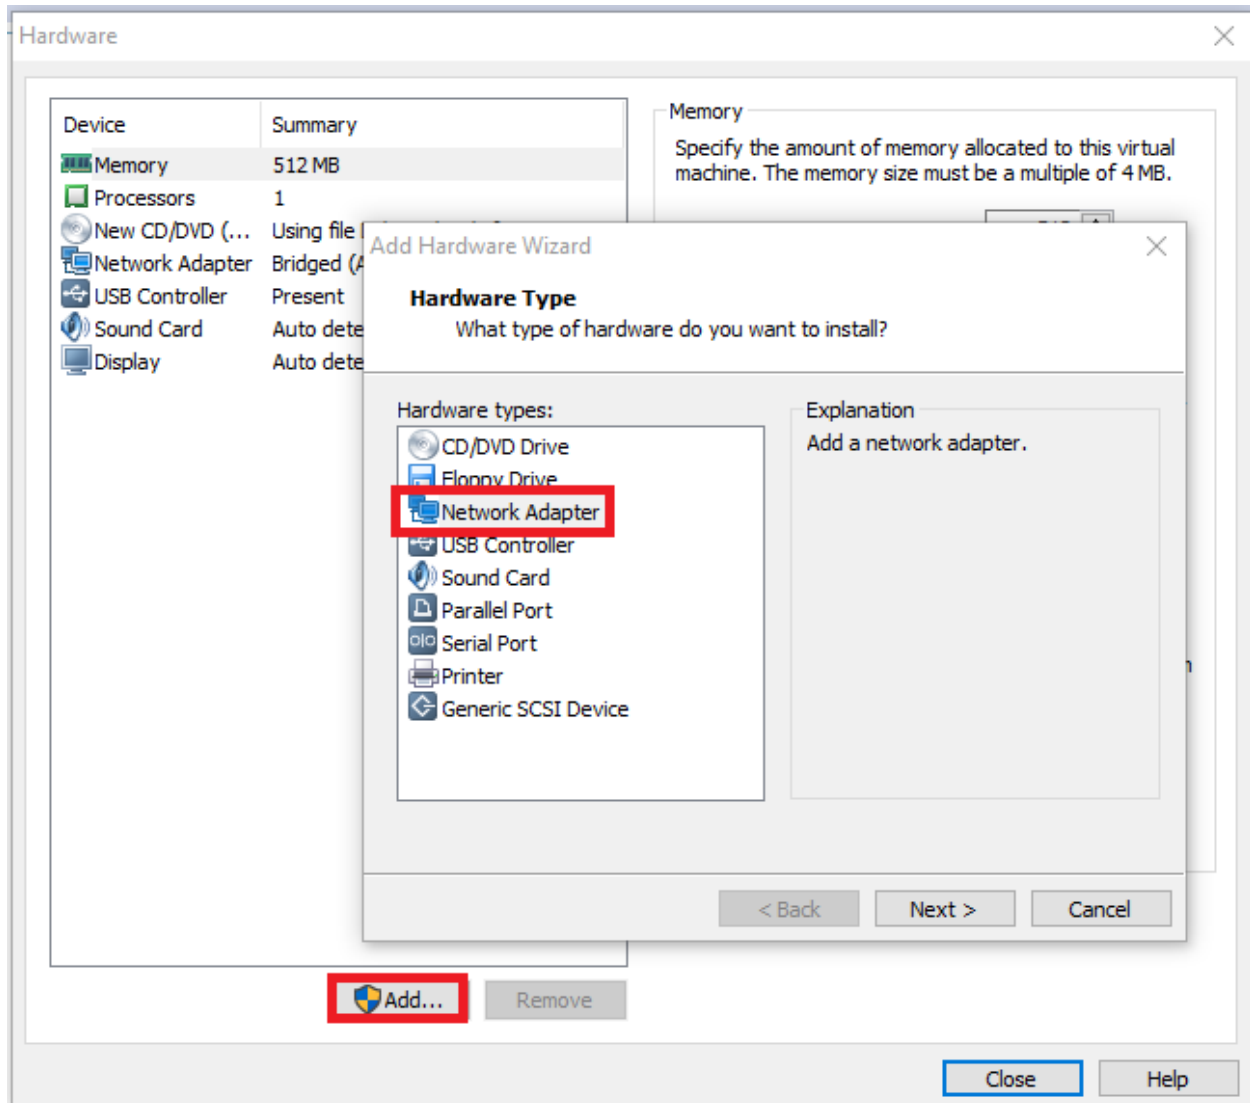 Hardware
Device Summary
Memory 512 MB
Processors 1
New CD/DVD (... Using file
Network Adapter Bridged (A
USB Controller Present
Sound Card Auto dete
Display Auto dete
Memory
Specify the amount of memory allocated to this virtual
machine. The memory size must be a multiple of 4 MB.
Add Hardware Wizard
Hardware Type
What type of hardware do you want to install?
Hardware types:
CD/DVD Drive
Floppy Drive
Network Adapter
USB Controller
Sound Card
Parallel Port
Serial Port
Printer
Generic SCSI Device
Explanation
Add a network adapter.
< Back Next > Cancel
Add... Remove
Close Help